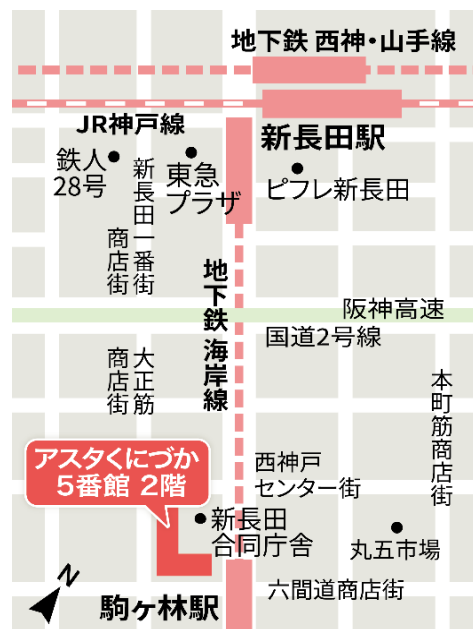 地下鉄 西神・山手線
JR神戸線
新長田駅
鉄人
28号
新長田一番街
商店街
東急
プラザ
ピフレ新長田
地下鉄 海岸線
阪神高速
国道2号線
大正筋
商店街
本町筋商店街
アスタくにづか
5番館 2階
西神戸
センター街
新長田
合同庁舎
丸五市場
六間道商店街
駒ヶ林駅
N